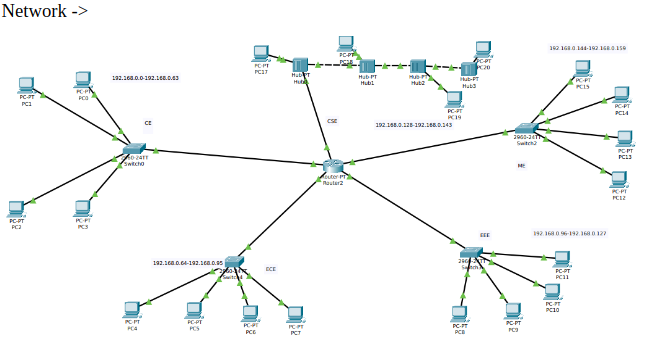 Network ->
192.168.0.144-192.168.0.159
PC-PT
PC17
PC-PT
PC18
PC-PT
PC20
Hub-PT
Hub-PT
Hub1
Hub-PT
Hub2
Hub-PT
Hub3
PC-PT
PC19
PC-PT
PC15
PC-PT
PC14
PC-PT
PC1
PC-PT
PC0
192.168.0.0-192.168.0.63
CE
CSE
192.168.0.128-192.168.0.143
2960-24TT
Switch2
PC-PT
PC13
2960-24TT
Switch0
ME
Router-PT
Router2
PC-PT
PC12
PC-PT
PC2
PC-PT
PC3
EEE
192.168.0.96-192.168.0.127
192.168.0.64-192.168.0.95
ECE
2960-24TT
PC-PT
PC11
PC-PT
PC10
PC-PT
PC4
PC-PT
PC5
PC-PT
PC6
PC-PT
PC7
PC-PT
PC8
PC-PT
PC9